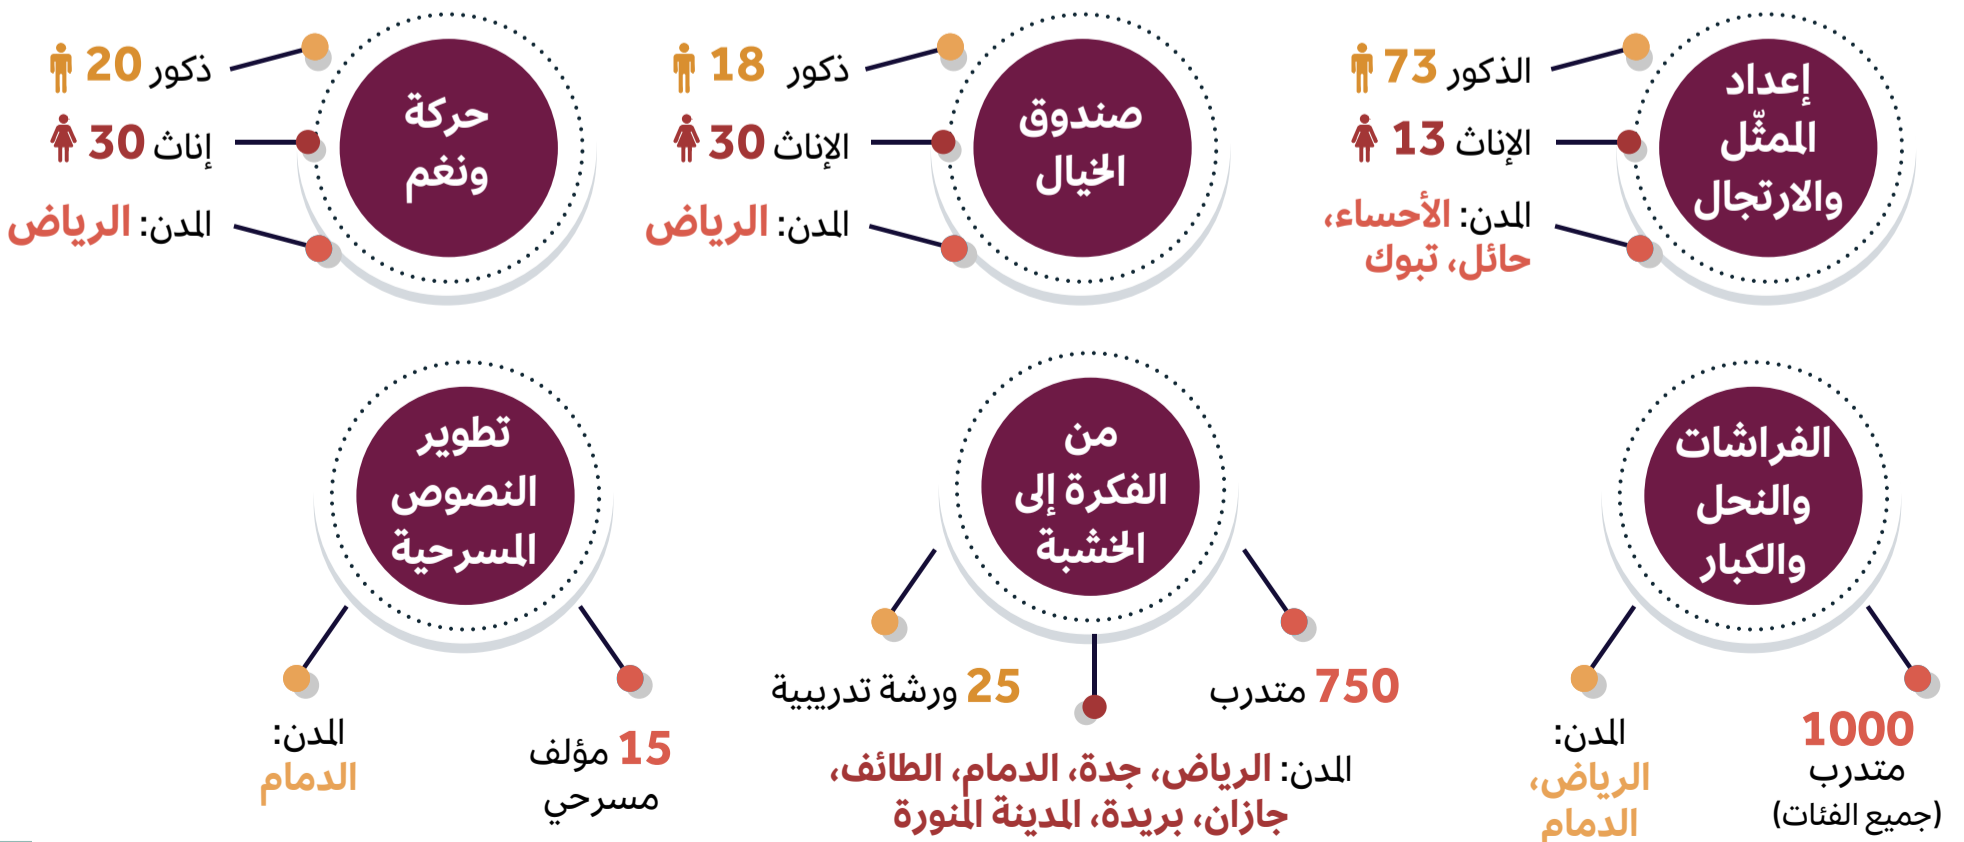 إعداد
الممثّل
والارتجال
الذكور 73
الإناث 13
المدن: الأحساء،
حائل، تبوك
صندوق
الخيال
ذكور 18
الإناث 30
المدن: الرياض
حركة
ونغم
ذكور 20
إناث 30
المدن: الرياض
الفراشات
والنحل
والكبار
1000
متدرب
(جميع الفئات)
المدن:
الرياض،
الدمام
من
الفكرة إلى
الخشبة
750 متدرب
25 ورشة تدريبية
المدن: الرياض، جدة، الدمام، الطائف،
جازان، بريدة، المدينة المنورة
تطوير
النصوص
المسرحية
15 مؤلف
مسرحي
المدن:
الدمام